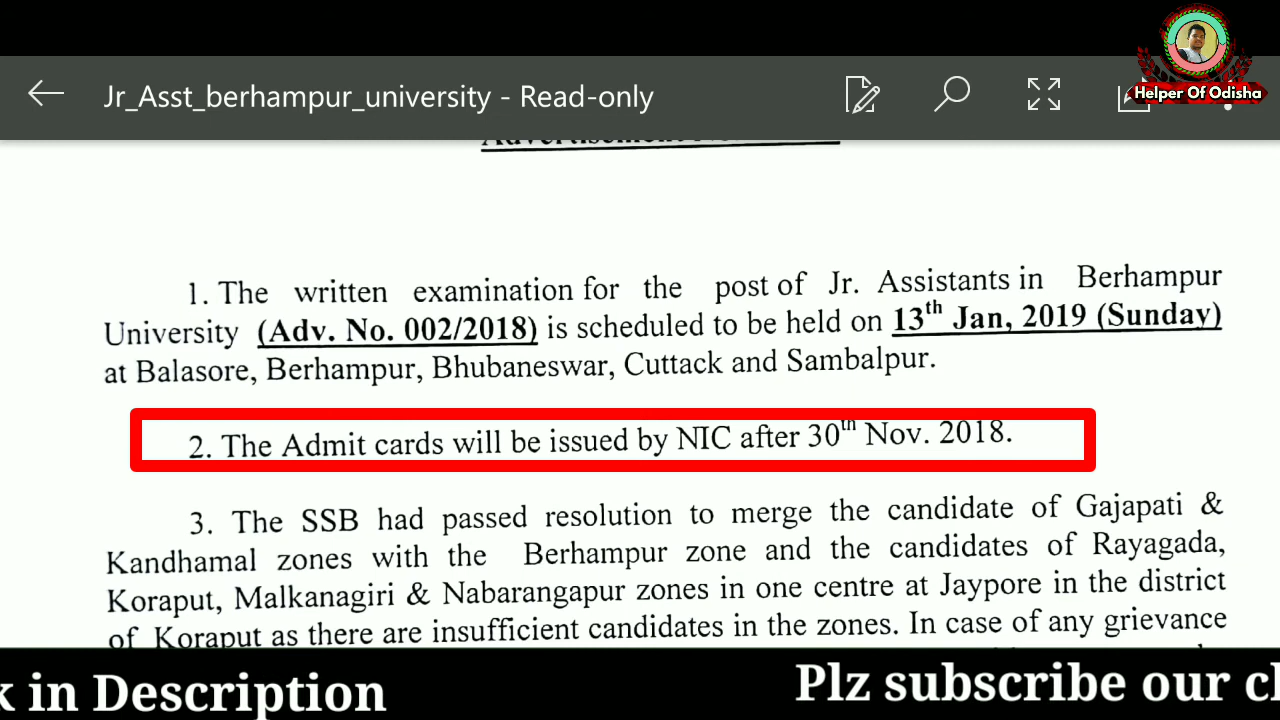 Jr_Asst_berhampur_university - Read-only
Helper Of Odisha
1. The written examination for the post of Jr. Assistants in Berhampur
University (Adv. No. 002/2018) is scheduled to be held on 13th Jan, 2019 (Sunday)
at Balasore, Berhampur, Bhubaneswar, Cuttack and Sambalpur.
2. The Admit cards will be issued by NIC after 30th Nov. 2018.
3. The SSB had passed resolution to merge the candidate of Gajapati &
Kandhamal zones with the Berhampur zone and the candidates of Rayagada,
Koraput, Malkanagiri & Nabarangapur zones in one centre at Jaypore in the district
of Koraput as there are insufficient candidates in the zones. In case of any grievance
in Description
Plz subscribe our